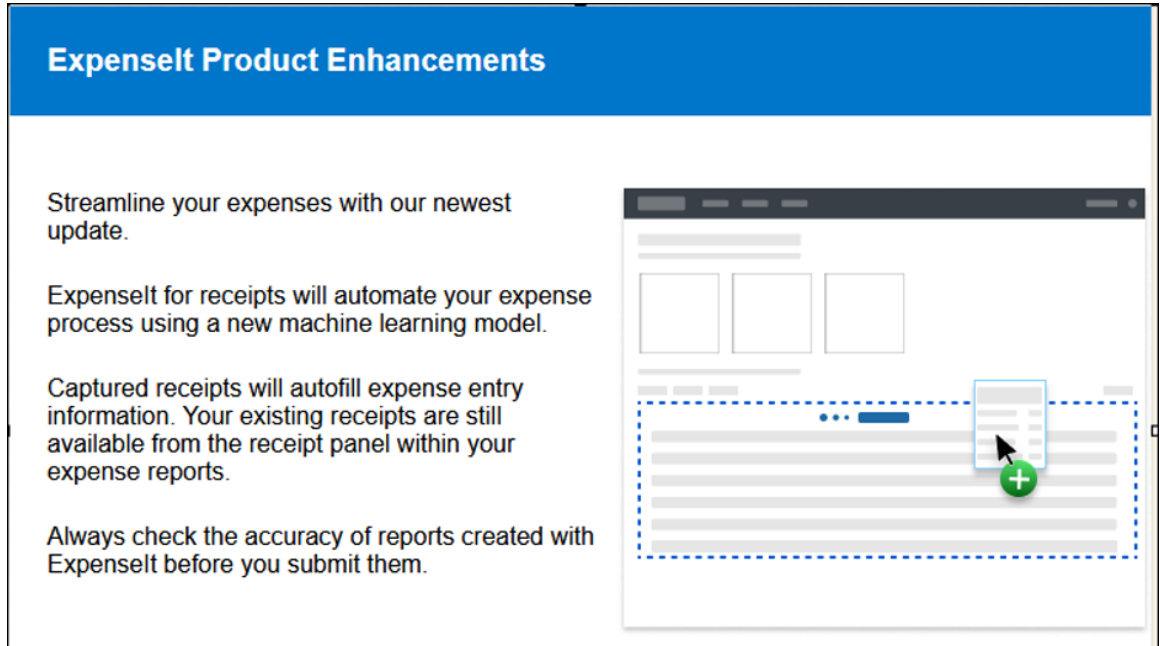 ExpenseIt Product Enhancements
Streamline your expenses with our newest
update.
ExpenseIt for receipts will automate your expense
process using a new machine learning model.
Captured receipts will autofill expense entry
information. Your existing receipts are still
available from the receipt panel within your
expense reports.
Always check the accuracy of reports created with
ExpenseIt before you submit them.